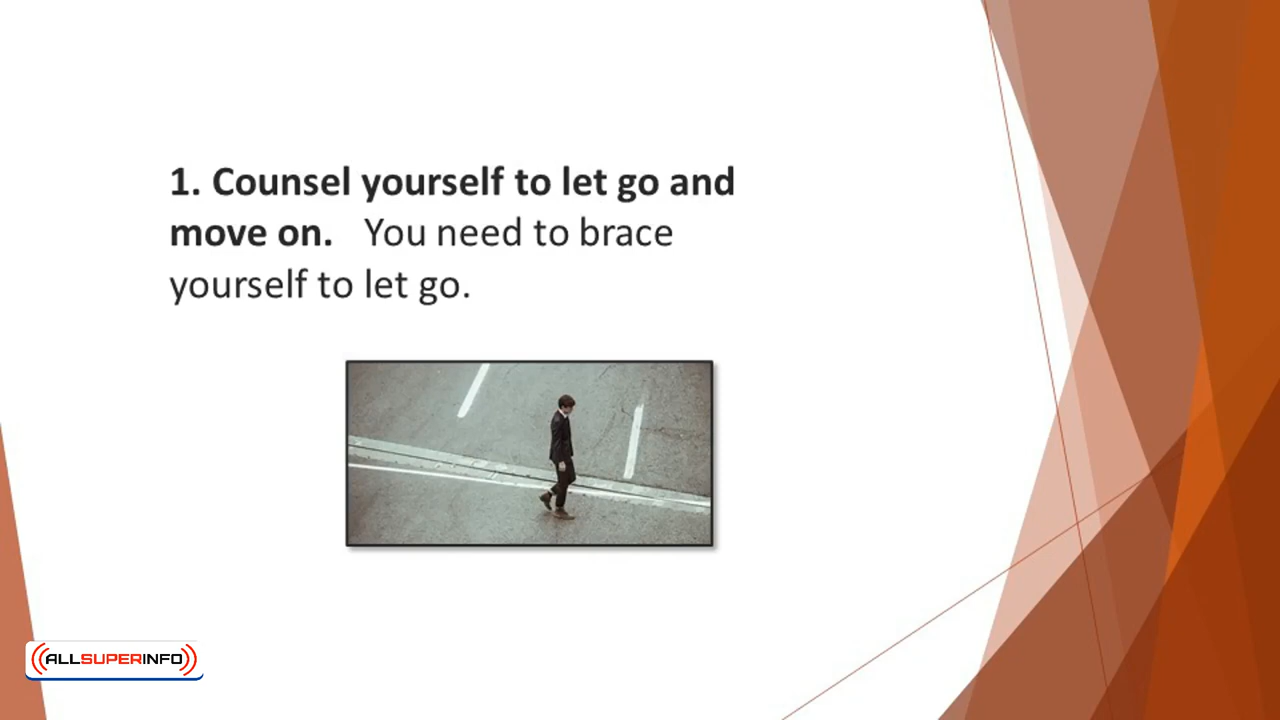 1. Counsel yourself to let go and
move on. You need to brace
yourself to let go.
ALLSUPERINFO